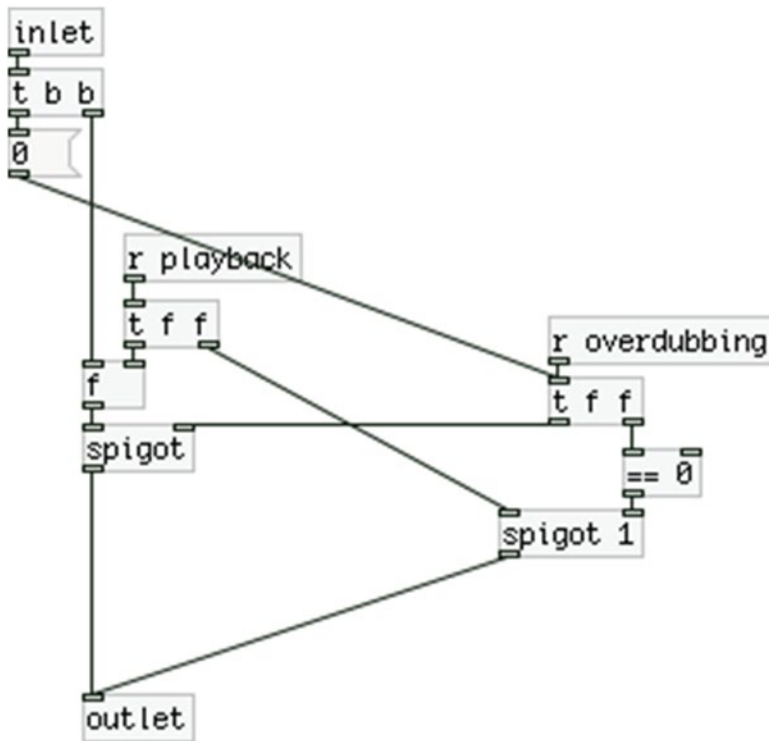 inlet
t b b
0
r playback
t f f
r overdubbing
f
t f f
spigot
== 0
spigot 1
outlet